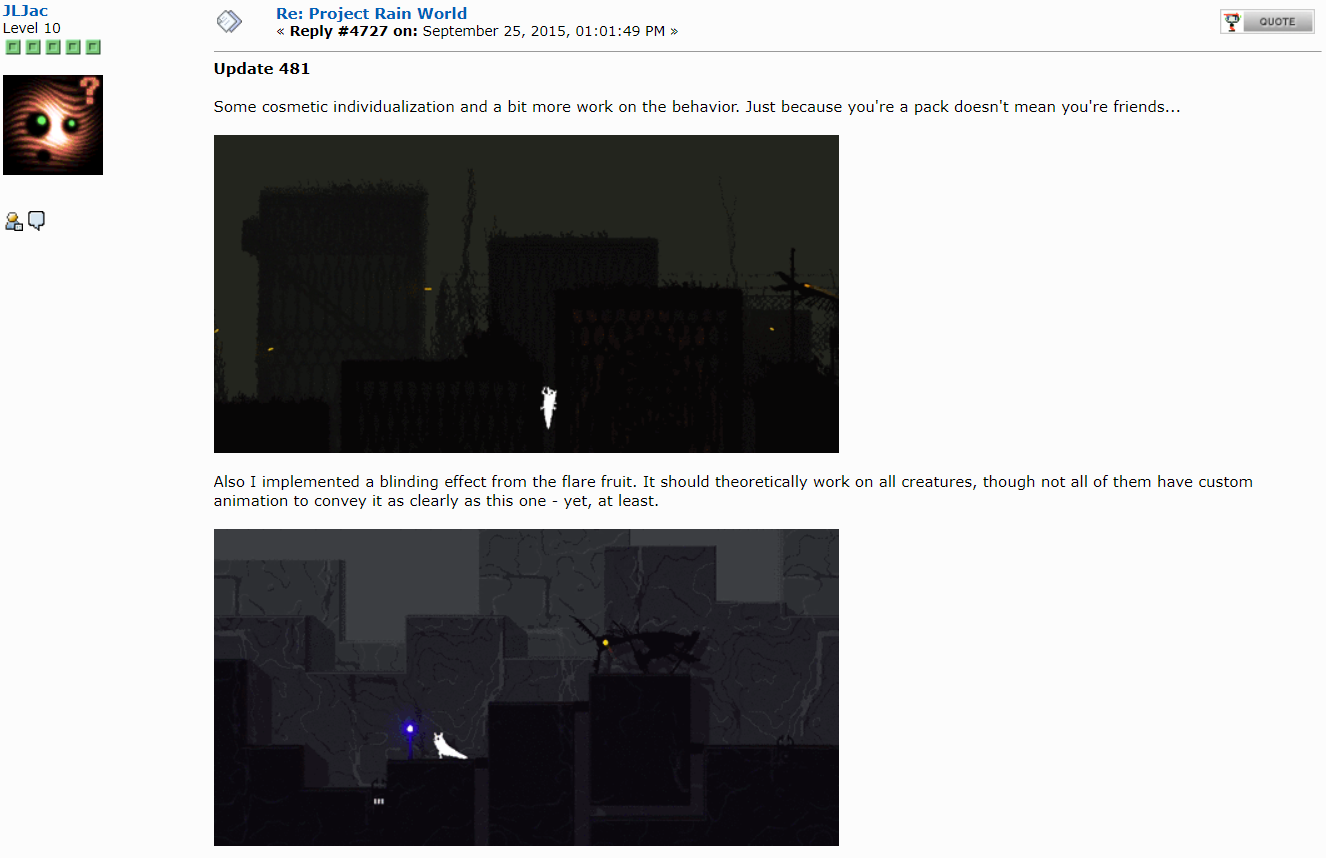 JLJac
Level 10
Re: Project Rain World
« Reply #4727 on: September 25, 2015, 01:01:49 PM »
QUOTE
Update 481
Some cosmetic individualization and a bit more work on the behavior. Just because you're a pack doesn't mean you're friends...
Also I implemented a blinding effect from the flare fruit. It should theoretically work on all creatures, though not all of them have custom
animation to convey it as clearly as this one - yet, at least.